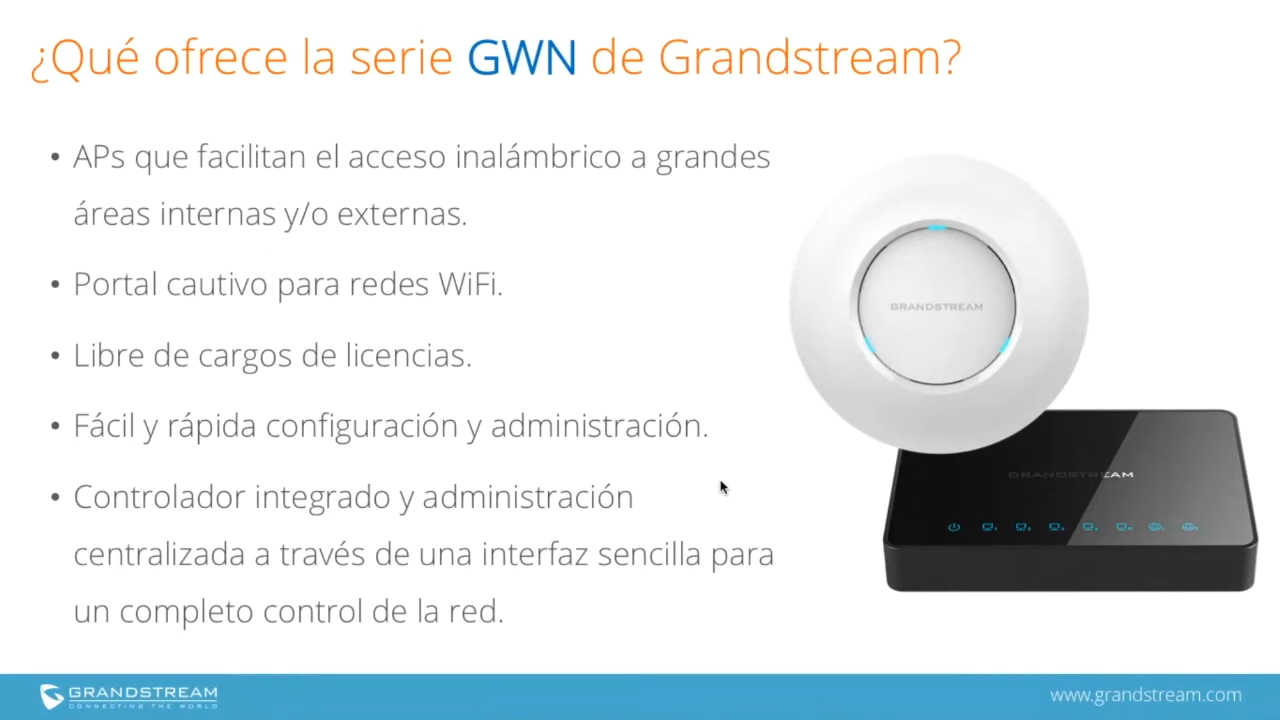 ¿Qué ofrece la serie GWN de Grandstream?
• APs que facilitan el acceso inalámbrico a grandes
áreas internas y/o externas.
• Portal cautivo para redes WiFi.
• Libre de cargos de licencias.
• Fácil y rápida configuración y administración.
• Controlador integrado y administración
centralizada a través de una interfaz sencilla para
un completo control de la red.
GRANDSTREAM
GRANDSTREAM
GRANDSTREAM
CONNECTING THE WORLD
www.grandstream.com